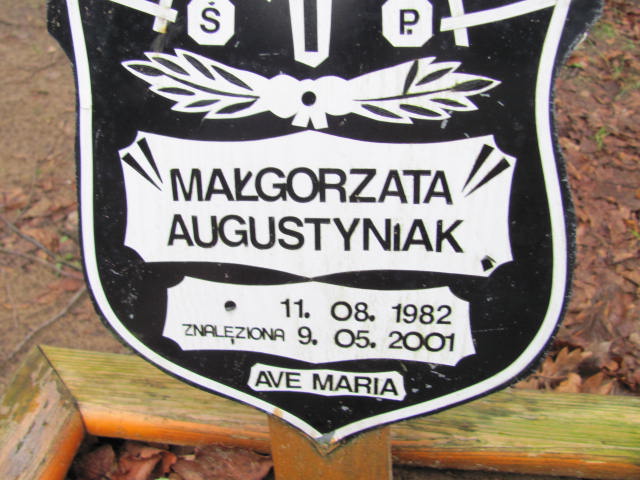 Ś. P.
MAŁGORZATA
AUGUSTYNIAK
11. 08. 1982
ZNALEZIONA 9. 05. 2001
AVE MARIA